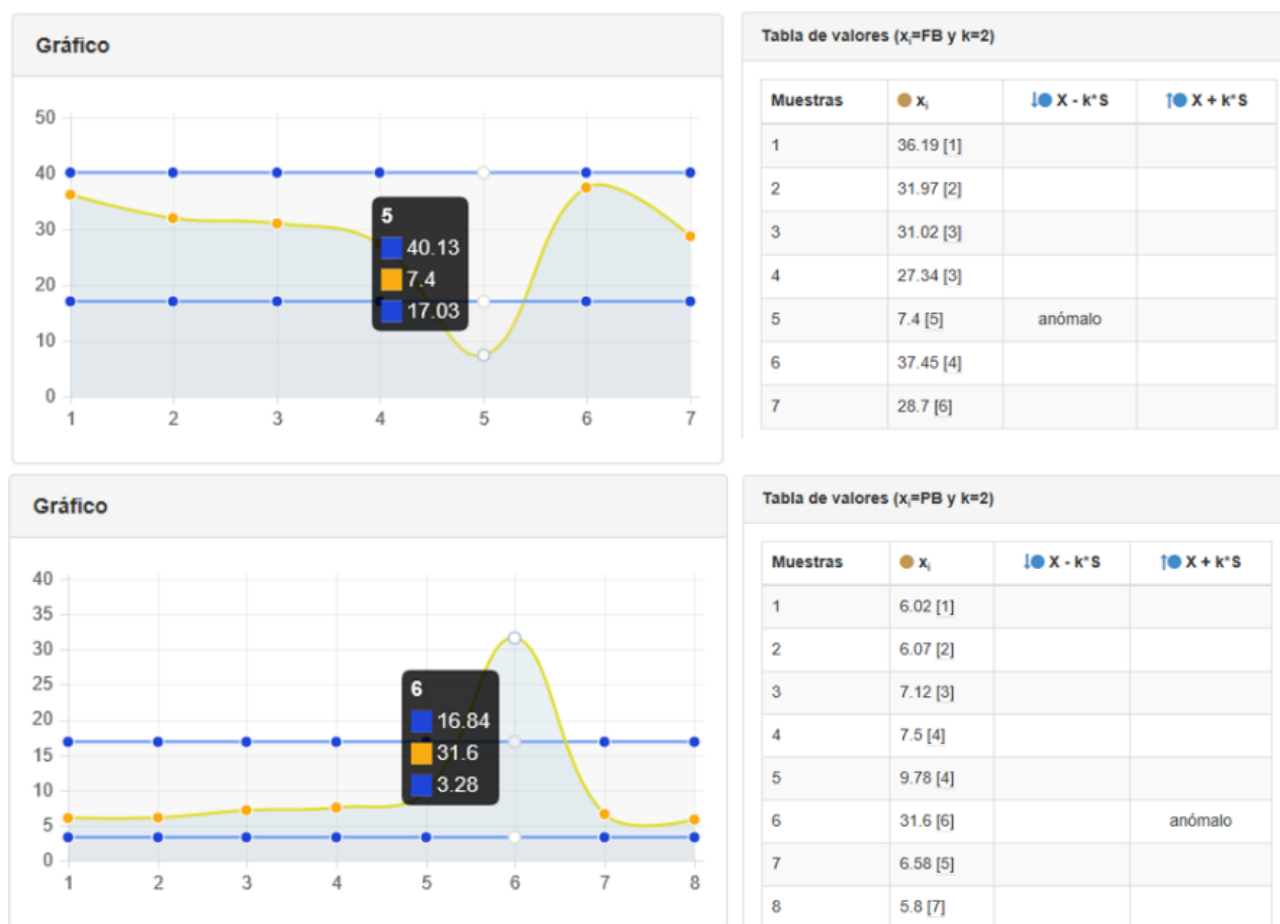 Gráfico
50
40
30
20
10
0
1 2 3 4 5 6 7
5
40.13
7.4
17.03
Tabla de valores (xi=FB y k=2)
Muestras xi X - k*S X + k*S
1 36.19 [1]
2 31.97 [2]
3 31.02 [3]
4 27.34 [3]
5 7.4 [5] anómalo
6 37.45 [4]
7 28.7 [6]
Gráfico
40
35
30
25
20
15
10
5
0
1 2 3 4 5 6 7 8
6
16.84
31.6
3.28
Tabla de valores (xi=PB y k=2)
Muestras xi X - k*S X + k*S
1 6.02 [1]
2 6.07 [2]
3 7.12 [3]
4 7.5 [4]
5 9.78 [4]
6 31.6 [6] anómalo
7 6.58 [5]
8 5.8 [7]